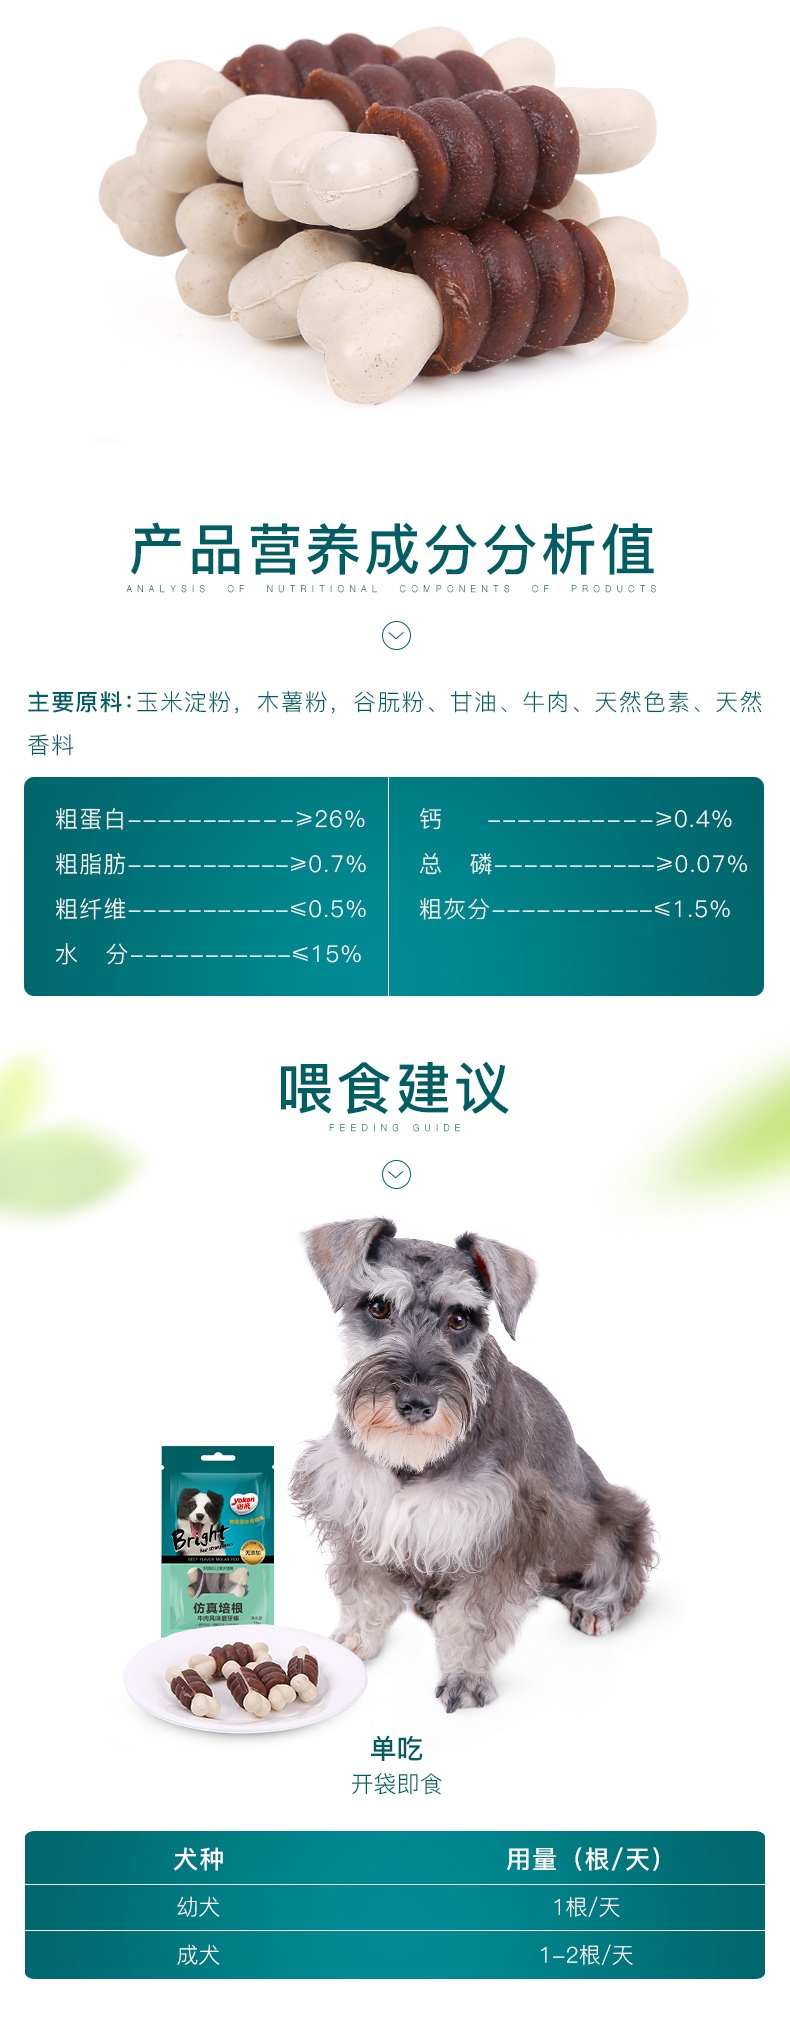 产品营养成分分析值
ANALYSIS OF NUTRITIONAL COMPONENTS OF PRODUCTS
主要原料:玉米淀粉，木薯粉，谷朊粉、甘油、牛肉、天然色素、天然
香料
粗蛋白-----------≥26%
粗脂肪-----------≥0.7%
粗纤维-----------≤0.5%
水 分-----------≤15%
钙 -----------≥0.4%
总 磷-----------≥0.07%
粗灰分-----------≤1.5%
喂食建议
FEEDING GUIDE
Yoken
Bright
无添加
BEEF FLAVOR MOLAR ROD
仿真培根
牛肉风味磨牙棒
单吃
开袋即食
犬种 用量（根/天）
幼犬 1根/天
成犬 1-2根/天